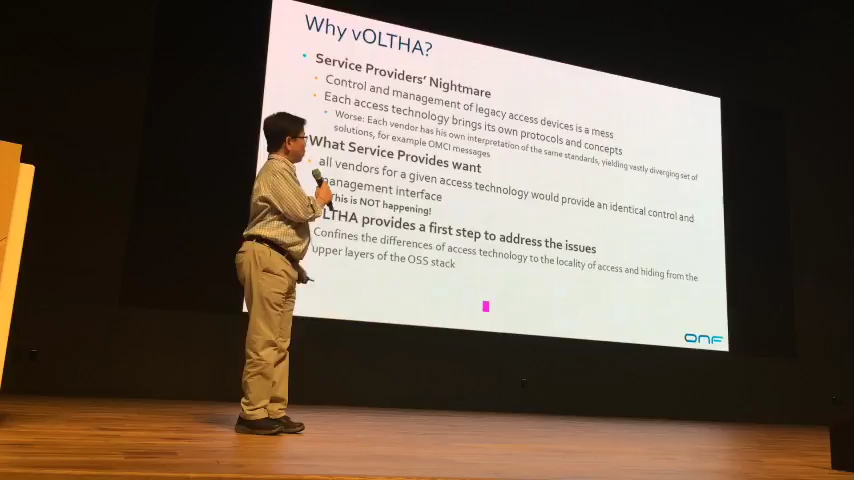 Why vOLTHA?
• Service Providers' Nightmare
• Control and management of legacy access devices is a mess
• Each access technology brings its own protocols and concepts
• Worse: Each vendor has his own interpretation of the same standards, yielding vastly diverging set of
solutions, for example OMCI messages
What Service Provides want
all vendors for a given access technology would provide an identical control and
management interface
This is NOT happening!
LTHA provides a first step to address the issues
Confines the differences of access technology to the locality of access and hiding from the
upper layers of the OSS stack
ONF